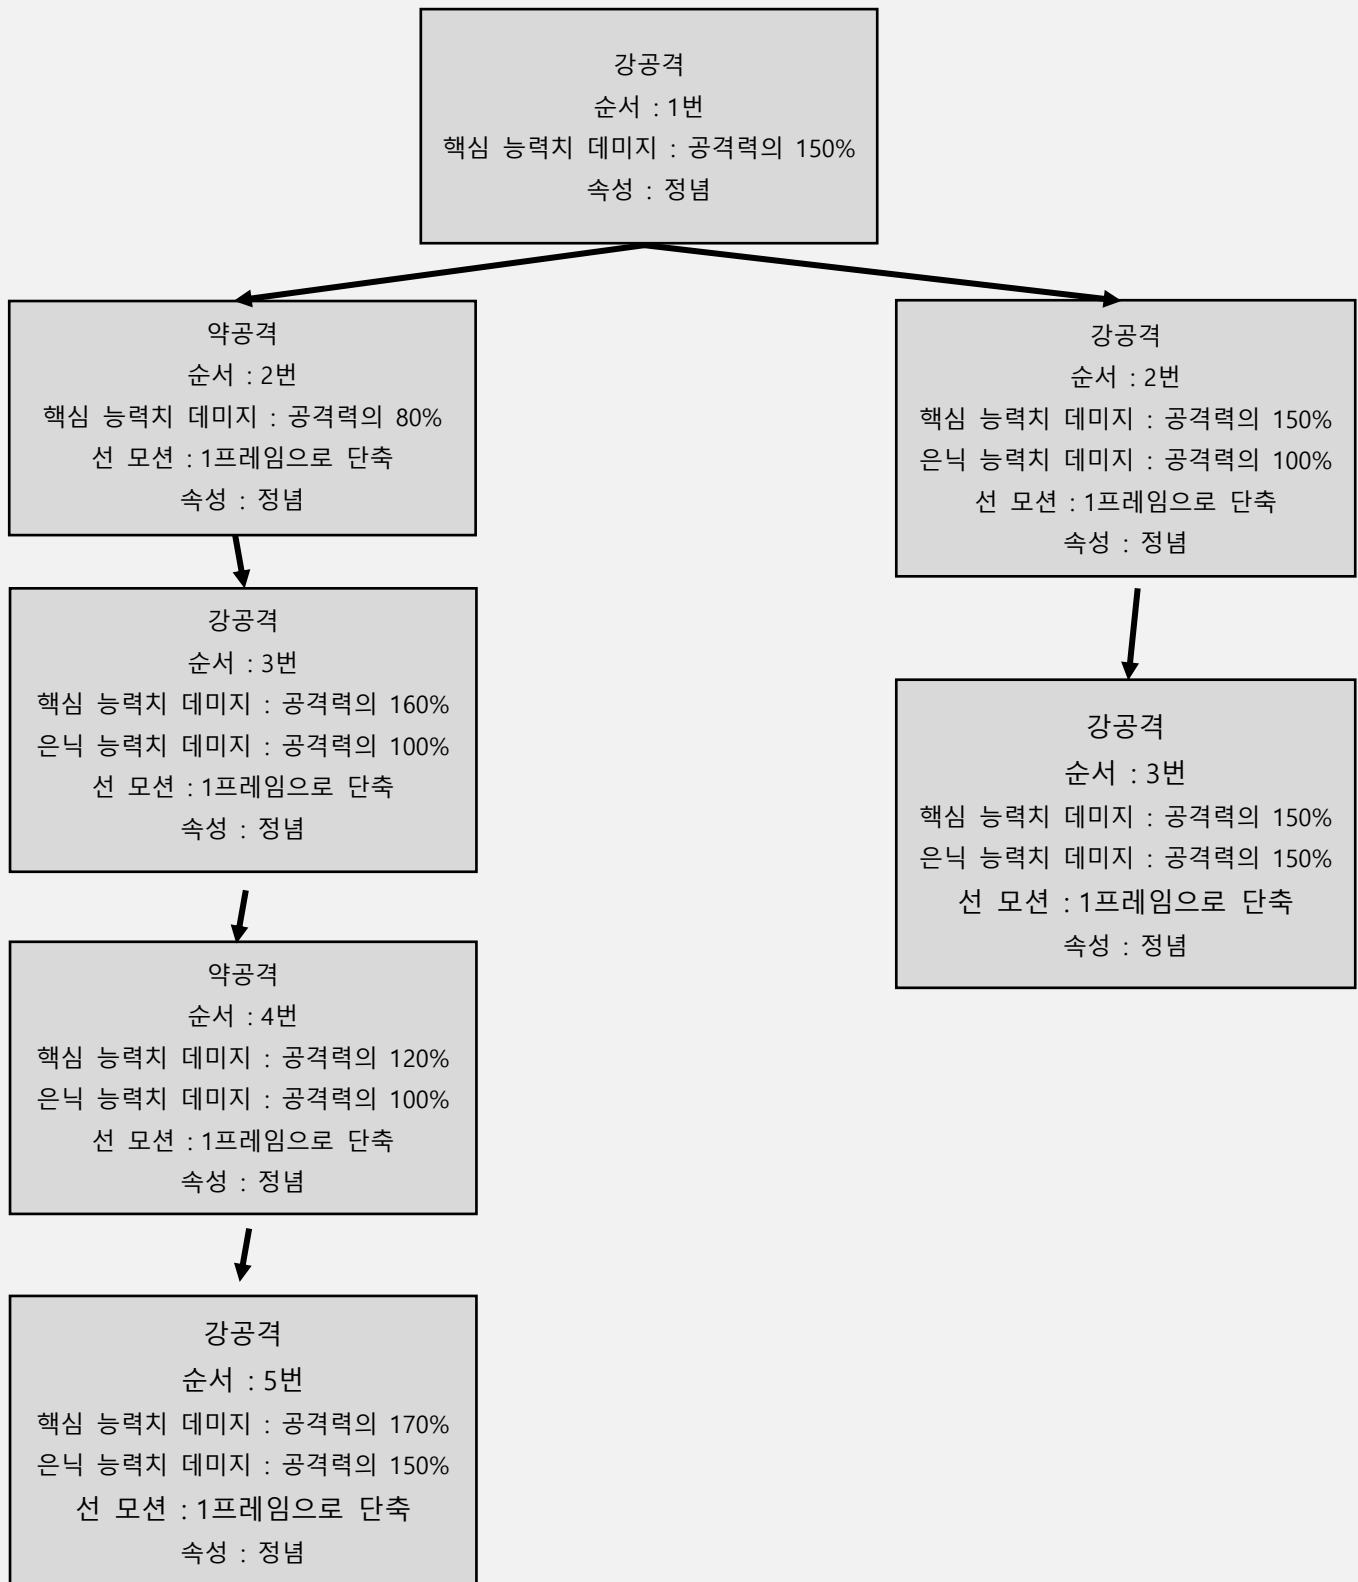 강공격
순서 : 1번
핵심 능력치 데미지 : 공격력의 150%
속성 : 정념
약공격
순서 : 2번
핵심 능력치 데미지 : 공격력의 80%
선 모션 : 1프레임으로 단축
속성 : 정념
강공격
순서 : 2번
핵심 능력치 데미지 : 공격력의 150%
은닉 능력치 데미지 : 공격력의 100%
선 모션 : 1프레임으로 단축
속성 : 정념
강공격
순서 : 3번
핵심 능력치 데미지 : 공격력의 160%
은닉 능력치 데미지 : 공격력의 100%
선 모션 : 1프레임으로 단축
속성 : 정념
강공격
순서 : 3번
핵심 능력치 데미지 : 공격력의 150%
은닉 능력치 데미지 : 공격력의 150%
선 모션 : 1프레임으로 단축
속성 : 정념
약공격
순서 : 4번
핵심 능력치 데미지 : 공격력의 120%
은닉 능력치 데미지 : 공격력의 100%
선 모션 : 1프레임으로 단축
속성 : 정념
강공격
순서 : 5번
핵심 능력치 데미지 : 공격력의 170%
은닉 능력치 데미지 : 공격력의 150%
선 모션 : 1프레임으로 단축
속성 : 정념